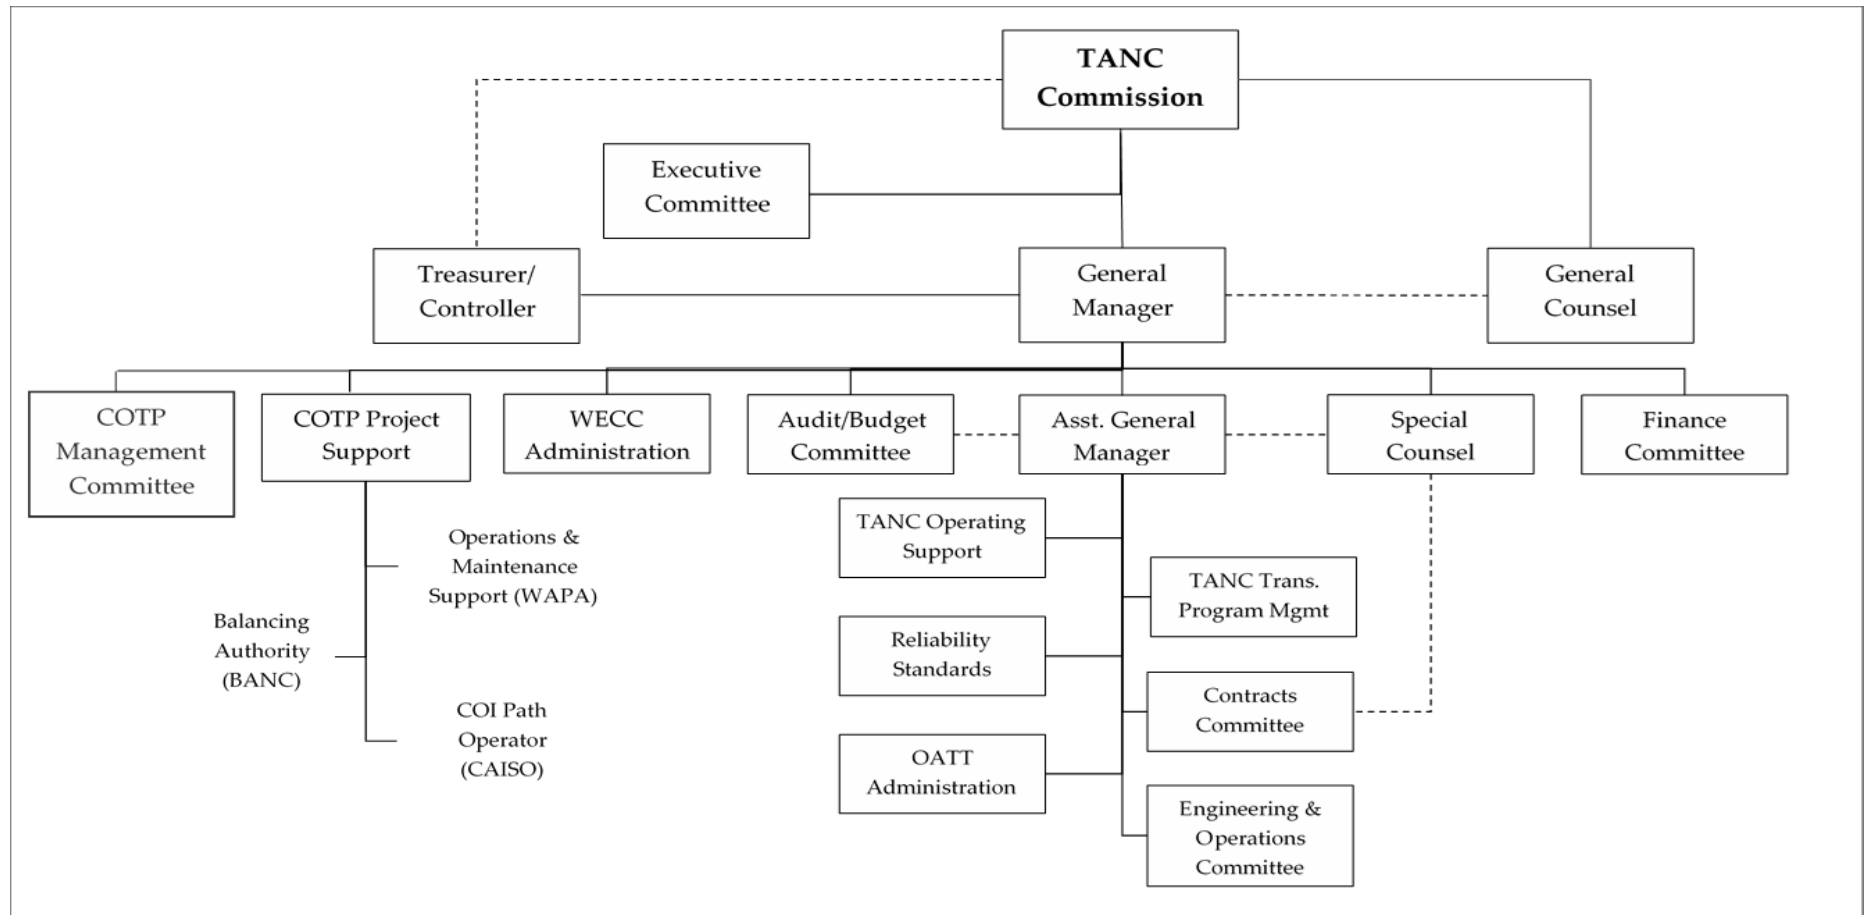 TANC
Commission
Executive
Committee
Treasurer/
Controller
General
Manager
General
Counsel
COTP
Management
Committee
COTP Project
Support
WECC
Administration
Audit/Budget
Committee
Asst. General
Manager
Special
Counsel
Finance
Committee
Operations &
Maintenance
Support (WAPA)
Balancing
Authority
(BANC)
COI Path
Operator
(CAISO)
TANC Operating
Support
TANC Trans.
Program Mgmt
Reliability
Standards
Contracts
Committee
OATT
Administration
Engineering &
Operations
Committee